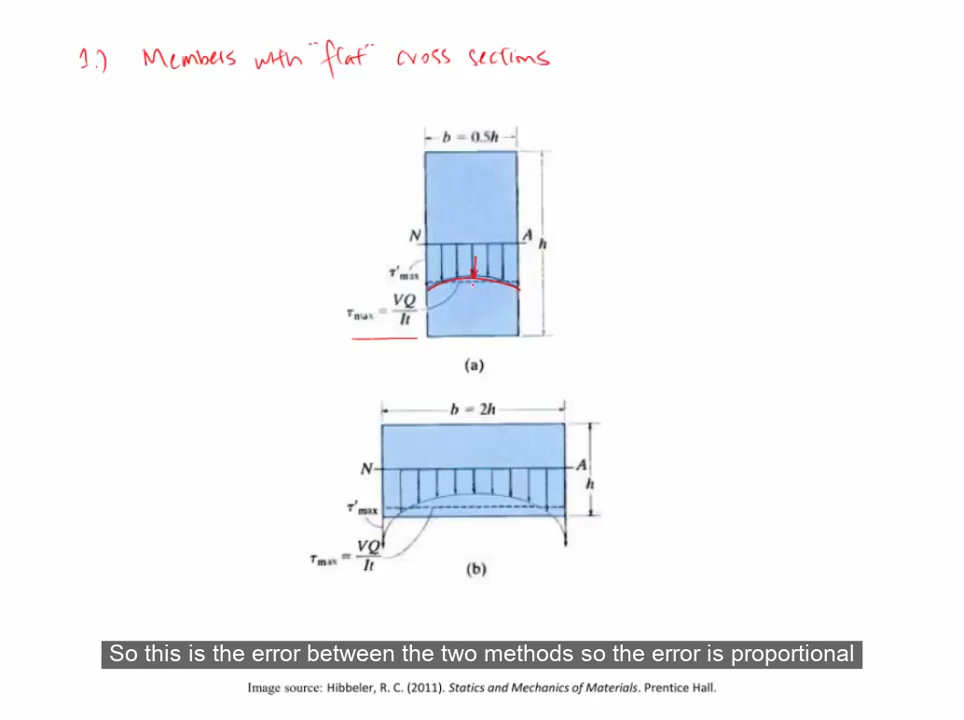 1.) Members with "flat" cross sections
b = 0.5h
N
A
h
τ'max
τmax = VQ
It
(a)
b = 2h
N
A
h
τ'max
τmax = VQ
It
(b)
So this is the error between the two methods so the error is proportional
Image source: Hibbeler, R. C. (2011). Statics and Mechanics of Materials. Prentice Hall.